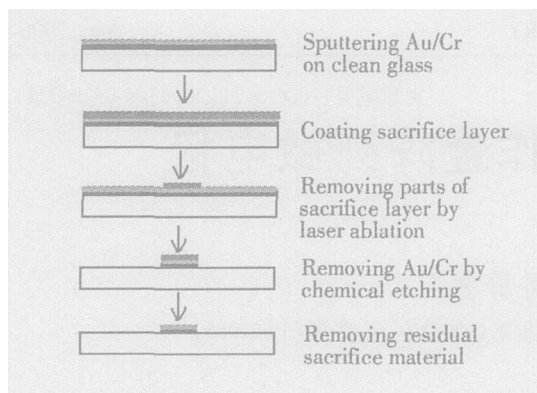 Sputtering Au/Cr
on clean glass
Coating sacrifice layer
Removing parts of
sacrifice layer by
laser ablation
Removing Au/Cr by
chemical etching
Removing residual
sacrifice material